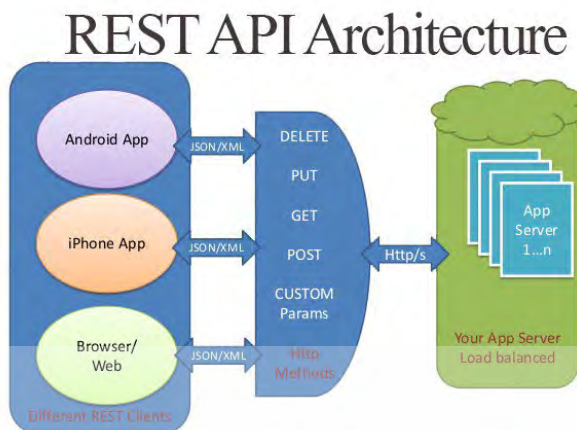 REST API Architecture
Android App
iPhone App
Browser/
Web
Different REST Clients
JSON/XML
JSON/XML
JSON/XML
DELETE
PUT
GET
POST
CUSTOM
Params
Http
Methods
Http/s
App
Server
1...n
Your App Server
Load balanced